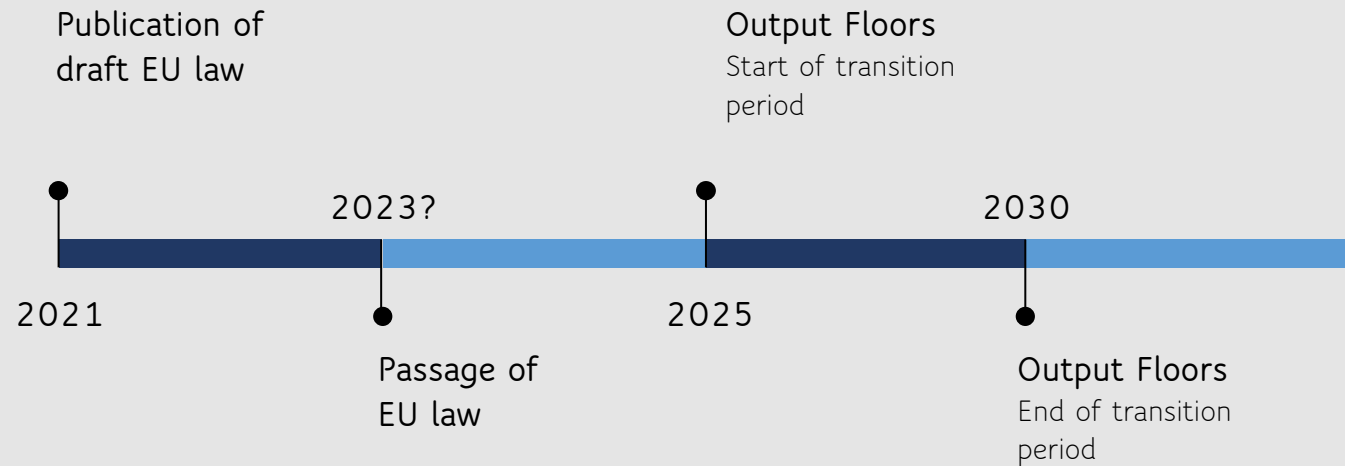 Publication of
draft EU law
Output Floors
Start of transition
period
2023?
2030
2021
2025
Passage of
EU law
Output Floors
End of transition
period